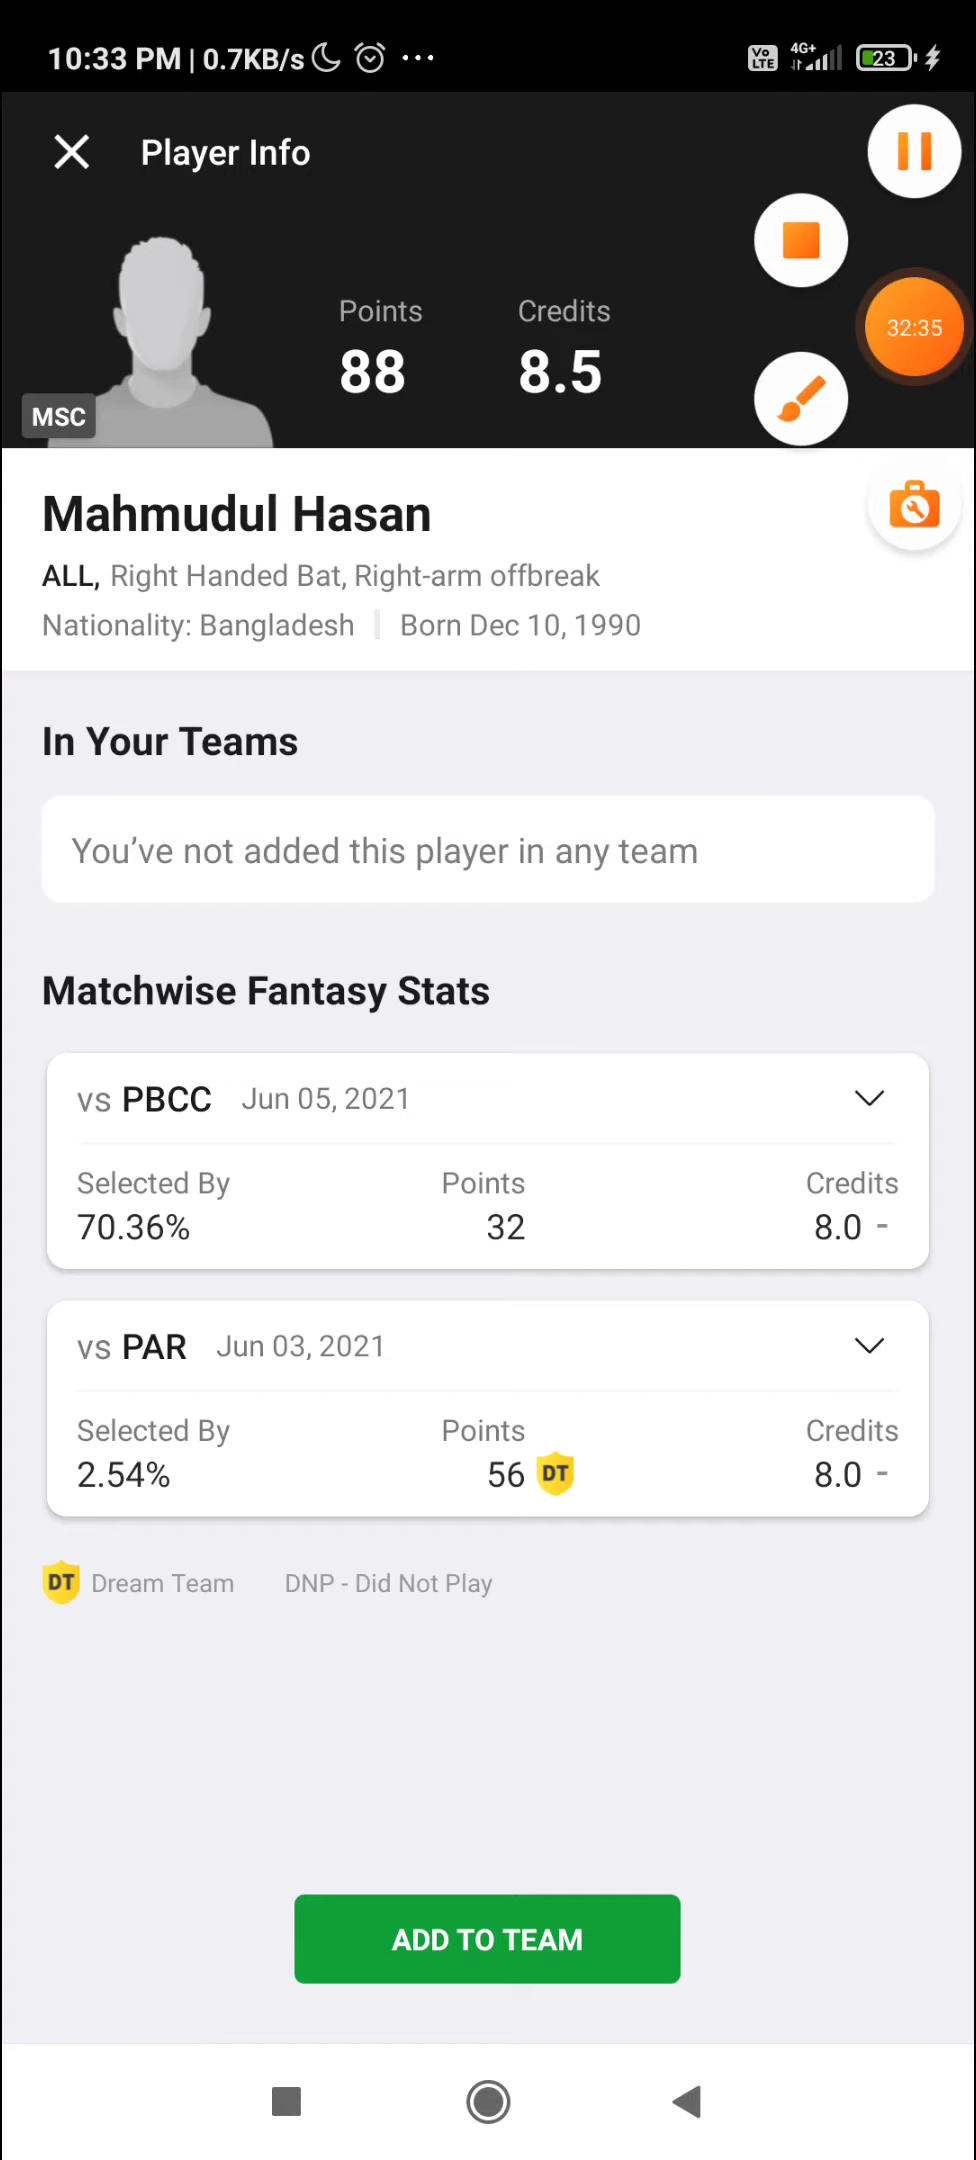 10:33 PM | 0.7KB/s ... Vo LTE 4G+ 23
Player Info
Points Credits
88 8.5
32:35
MSC
Mahmudul Hasan
ALL, Right Handed Bat, Right-arm offbreak
Nationality: Bangladesh | Born Dec 10, 1990
In Your Teams
You’ve not added this player in any team
Matchwise Fantasy Stats
vs PBCC Jun 05, 2021
Selected By Points Credits
70.36% 32 8.0 -
vs PAR Jun 03, 2021
Selected By Points Credits
2.54% 56 DT 8.0 -
DT Dream Team DNP - Did Not Play
ADD TO TEAM